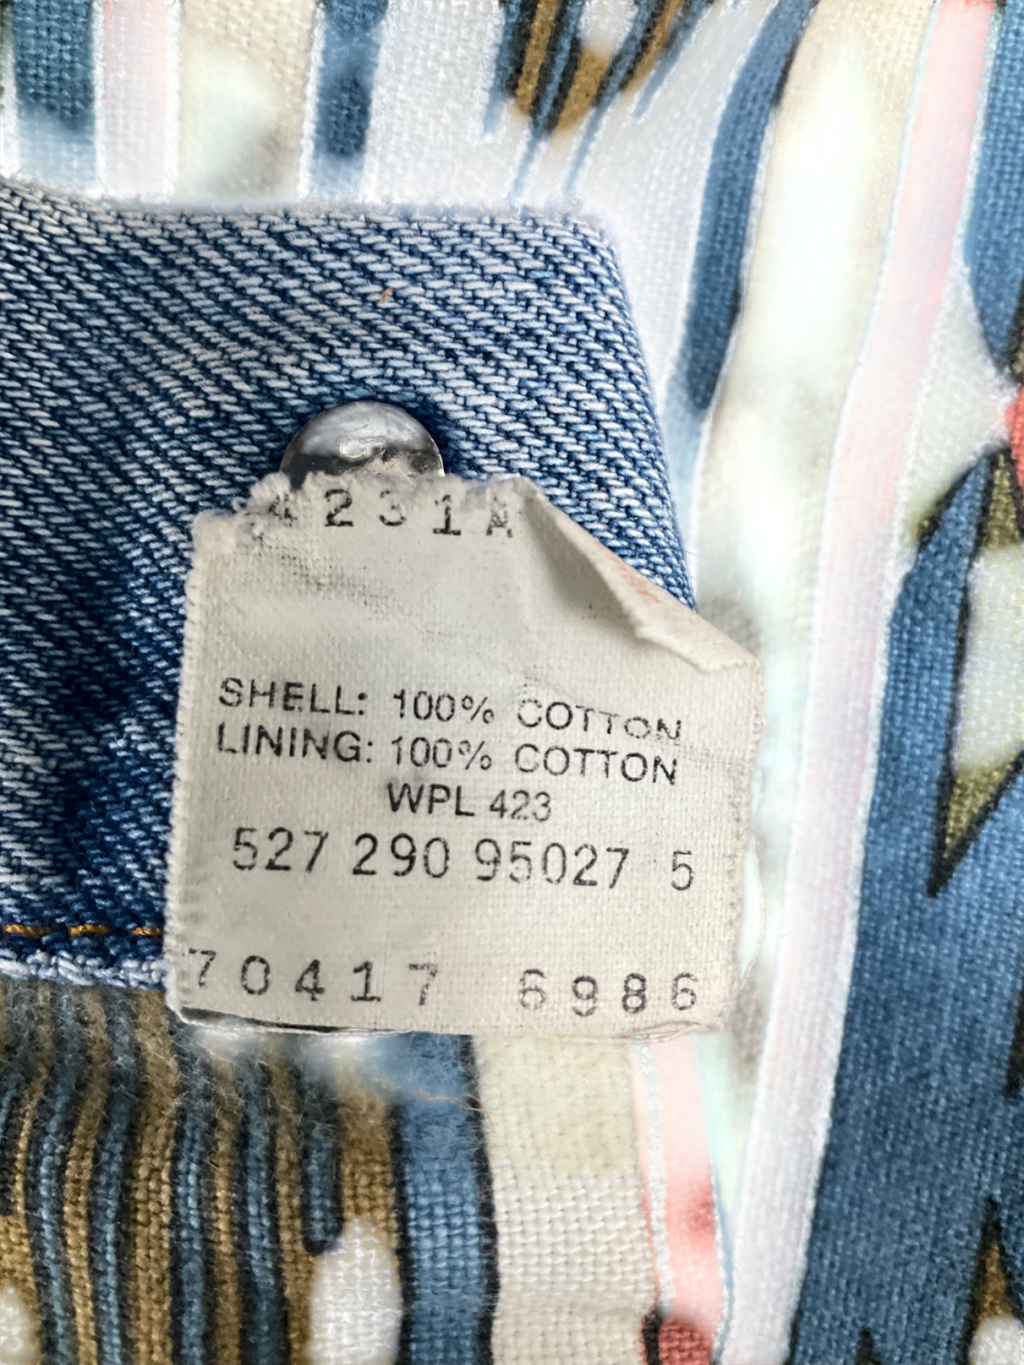 4231A
SHELL: 100% COTTON
LINING: 100% COTTON
WPL 423
527 290 95027 5
70417 6986